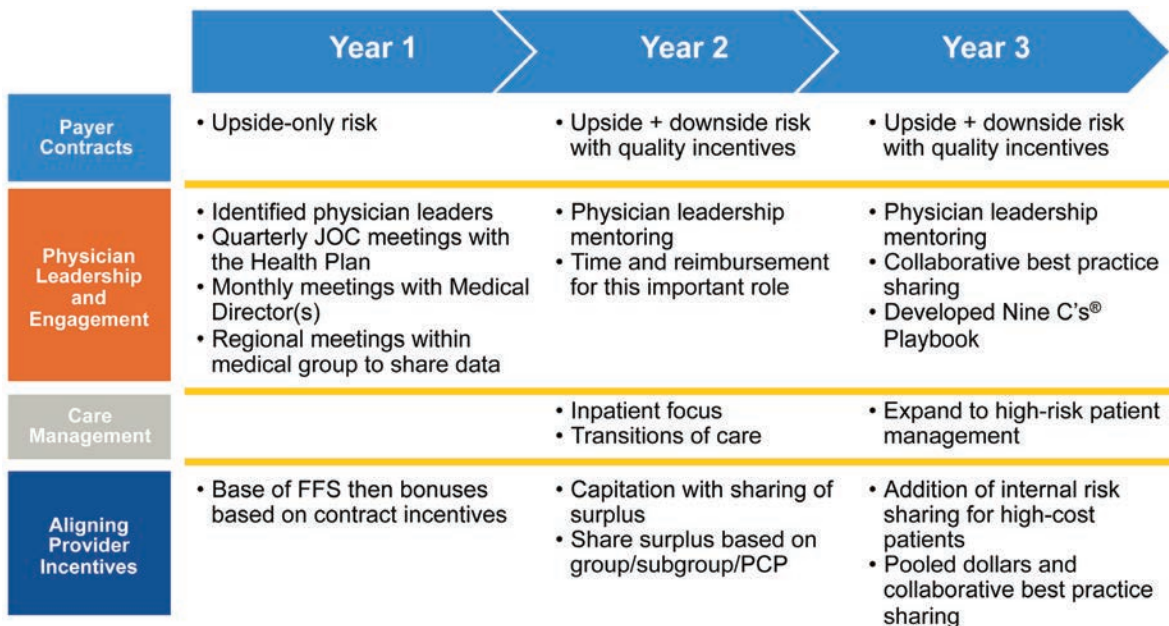 Year 1
Year 2
Year 3
Payer
Contracts
• Upside-only risk
• Upside + downside risk
with quality incentives
• Upside + downside risk
with quality incentives
Physician
Leadership
and
Engagement
• Identified physician leaders
• Quarterly JOC meetings with
the Health Plan
• Monthly meetings with Medical
Director(s)
• Regional meetings within
medical group to share data
• Physician leadership
mentoring
• Time and reimbursement
for this important role
• Physician leadership
mentoring
• Collaborative best practice
sharing
• Developed Nine C's®
Playbook
Care
Management
• Inpatient focus
• Transitions of care
• Expand to high-risk patient
management
Aligning
Provider
Incentives
• Base of FFS then bonuses
based on contract incentives
• Capitation with sharing of
surplus
• Share surplus based on
group/subgroup/PCP
• Addition of internal risk
sharing for high-cost
patients
• Pooled dollars and
collaborative best practice
sharing